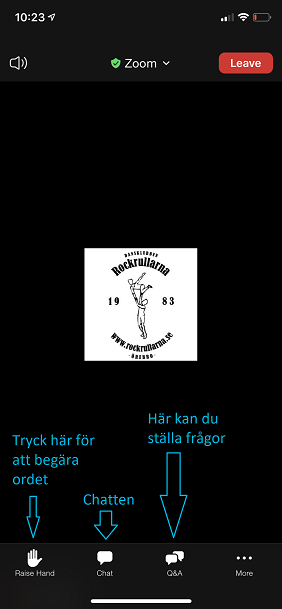 10:23
Zoom
Leave
DANSKLUBBEN
Rockrullarna
19 83
www.rockrullarna.se
ÖREBRO
Tryck här för
att begära
ordet
Chatten
Här kan du
ställa frågor
Raise Hand
Chat
Q&A
More